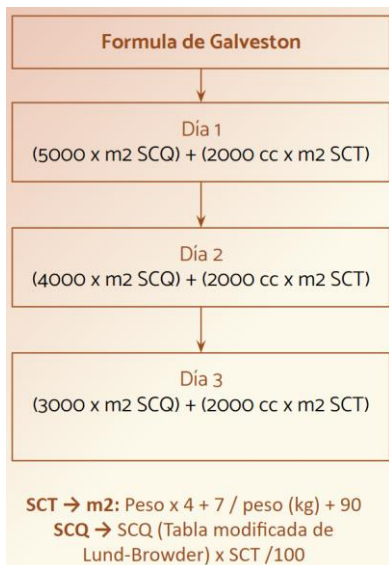 Formula de Galveston
Día 1
(5000 x m2 SCQ) + (2000 cc x m2 SCT)
Día 2
(4000 x m2 SCQ) + (2000 cc x m2 SCT)
Día 3
(3000 x m2 SCQ) + (2000 cc x m2 SCT)
SCT → m2: Peso x 4 + 7 / peso (kg) + 90
SCQ → SCQ (Tabla modificada de
Lund-Browder) x SCT /100